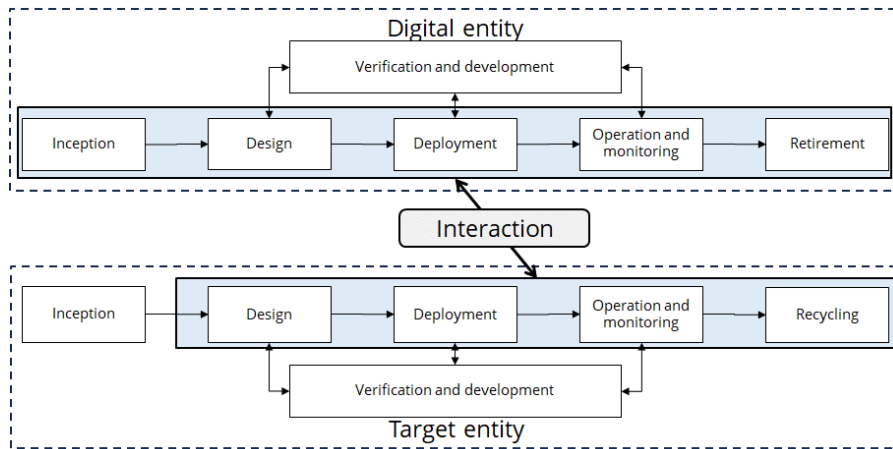 Digital entity
Verification and development
Inception
Design
Deployment
Operation and
monitoring
Retirement
Interaction
Inception
Design
Deployment
Operation and
monitoring
Recycling
Verification and development
Target entity